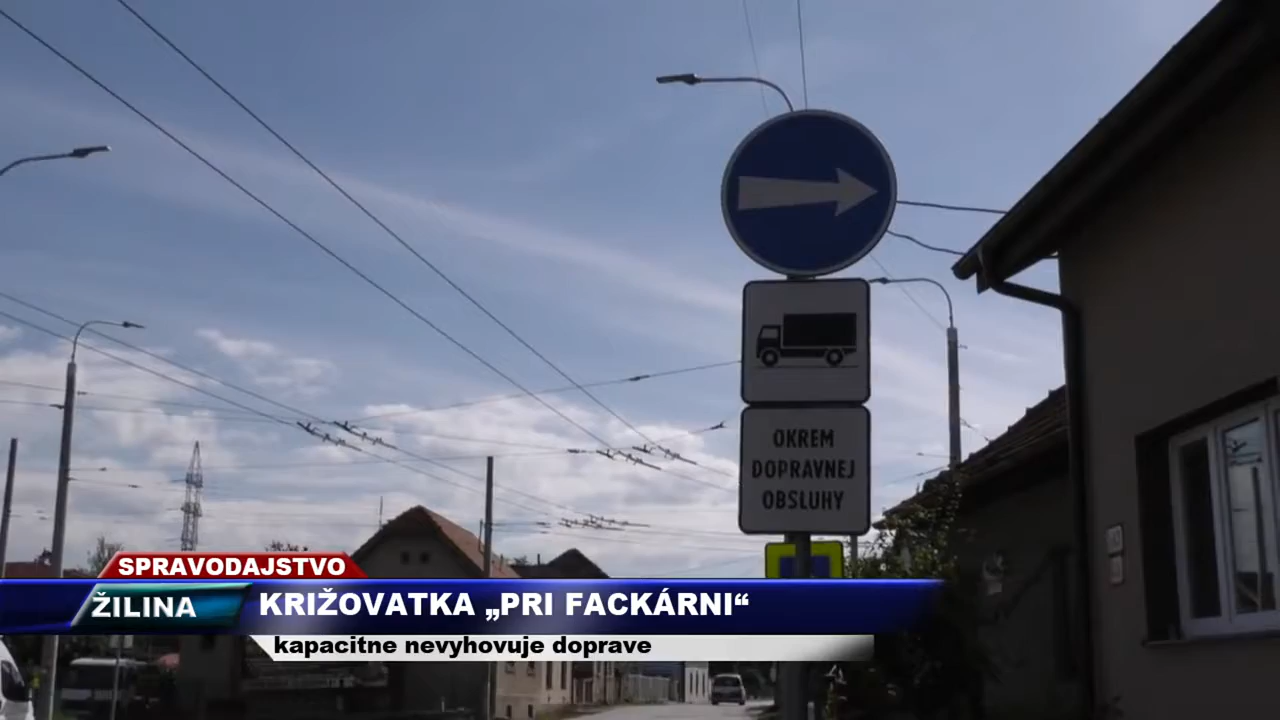 OKREM
DOPRAVNEJ
OBSLUHY
SPRAVODAJSTVO
ŽILINA
KRIŽOVATKA „PRI FACKÁRNI“
kapacitne nevyhovuje doprave